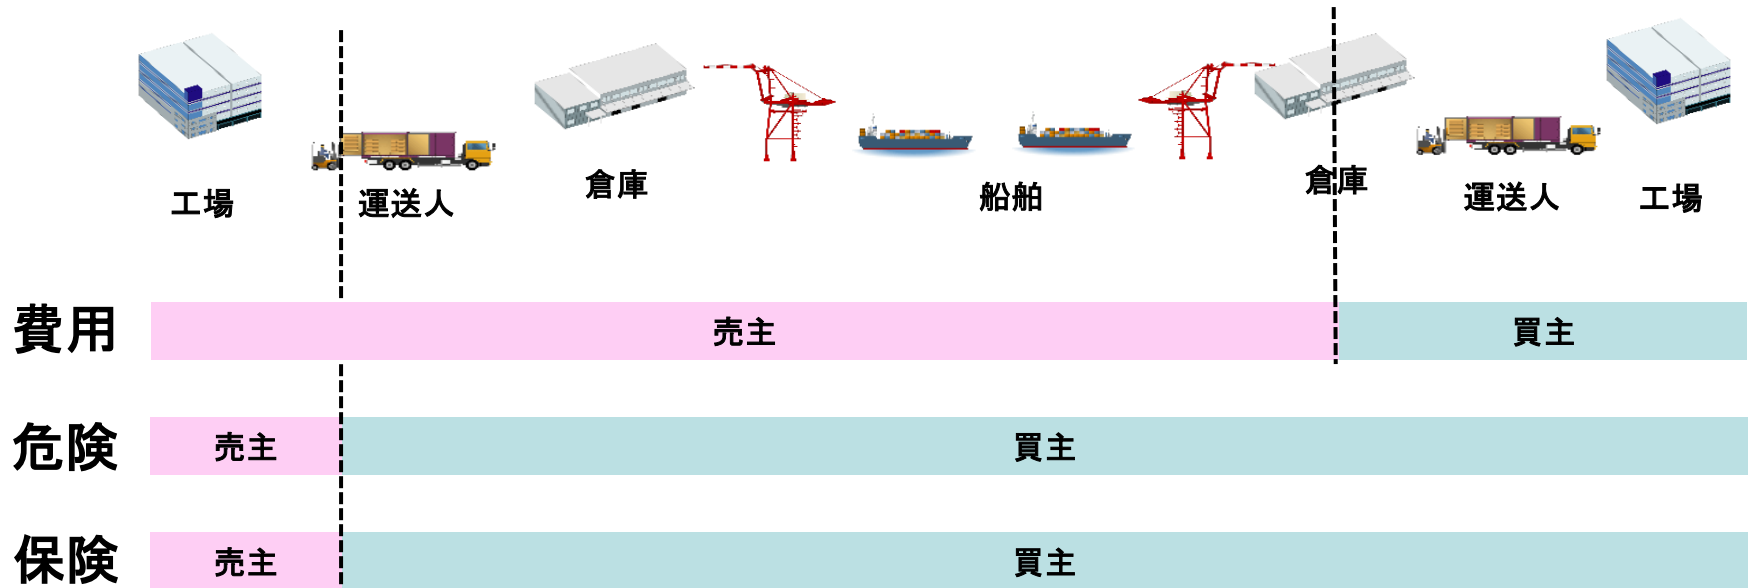 工場
運送人
倉庫
船舶
倉庫
運送人
工場
費用
売主
買主
危険
売主
買主
保険
売主
買主